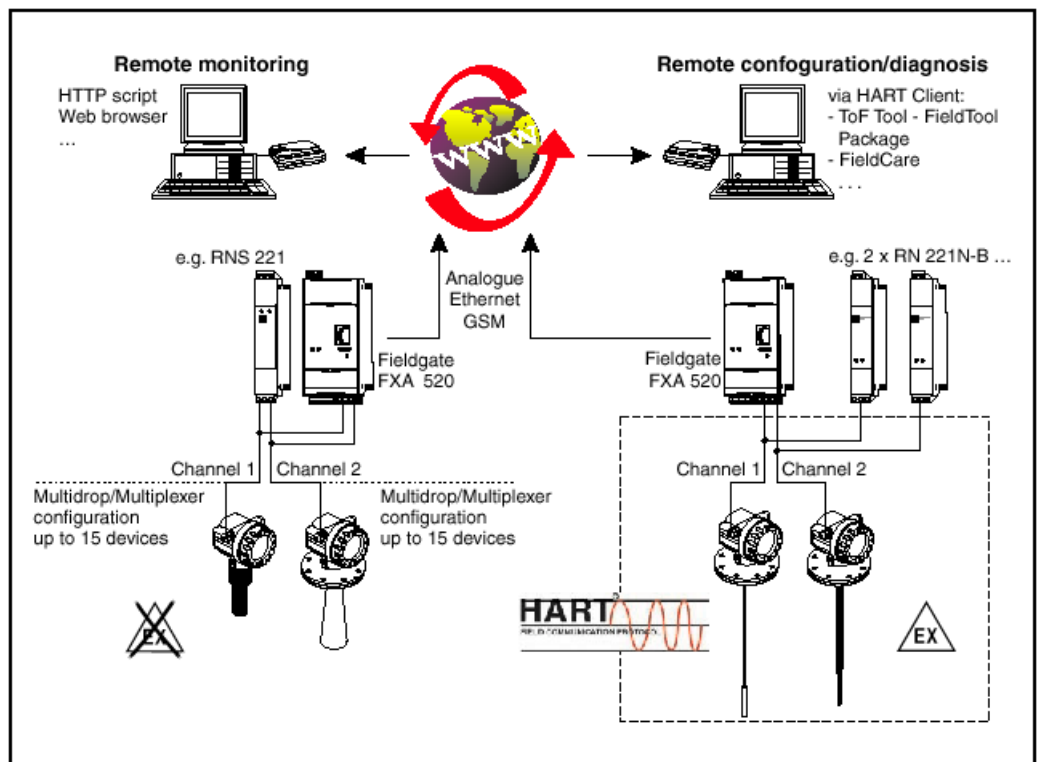 Remote monitoring
HTTP script
Web browser
...
Remote confoguration/diagnosis
via HART Client:
- ToF Tool - FieldTool
Package
- FieldCare
. . .
www
e.g. RNS 221
Analogue
Ethernet
GSM
e.g. 2 x RN 221N-B ...
Fieldgate
FXA 520
Fieldgate
FXA 520
Channel 1
Channel 2
Multidrop/Multiplexer
configuration
up to 15 devices
Multidrop/Multiplexer
configuration
up to 15 devices
Channel 1
Channel 2
EX
HART
FIELD COMMUNICATION PROTOCOL
EX